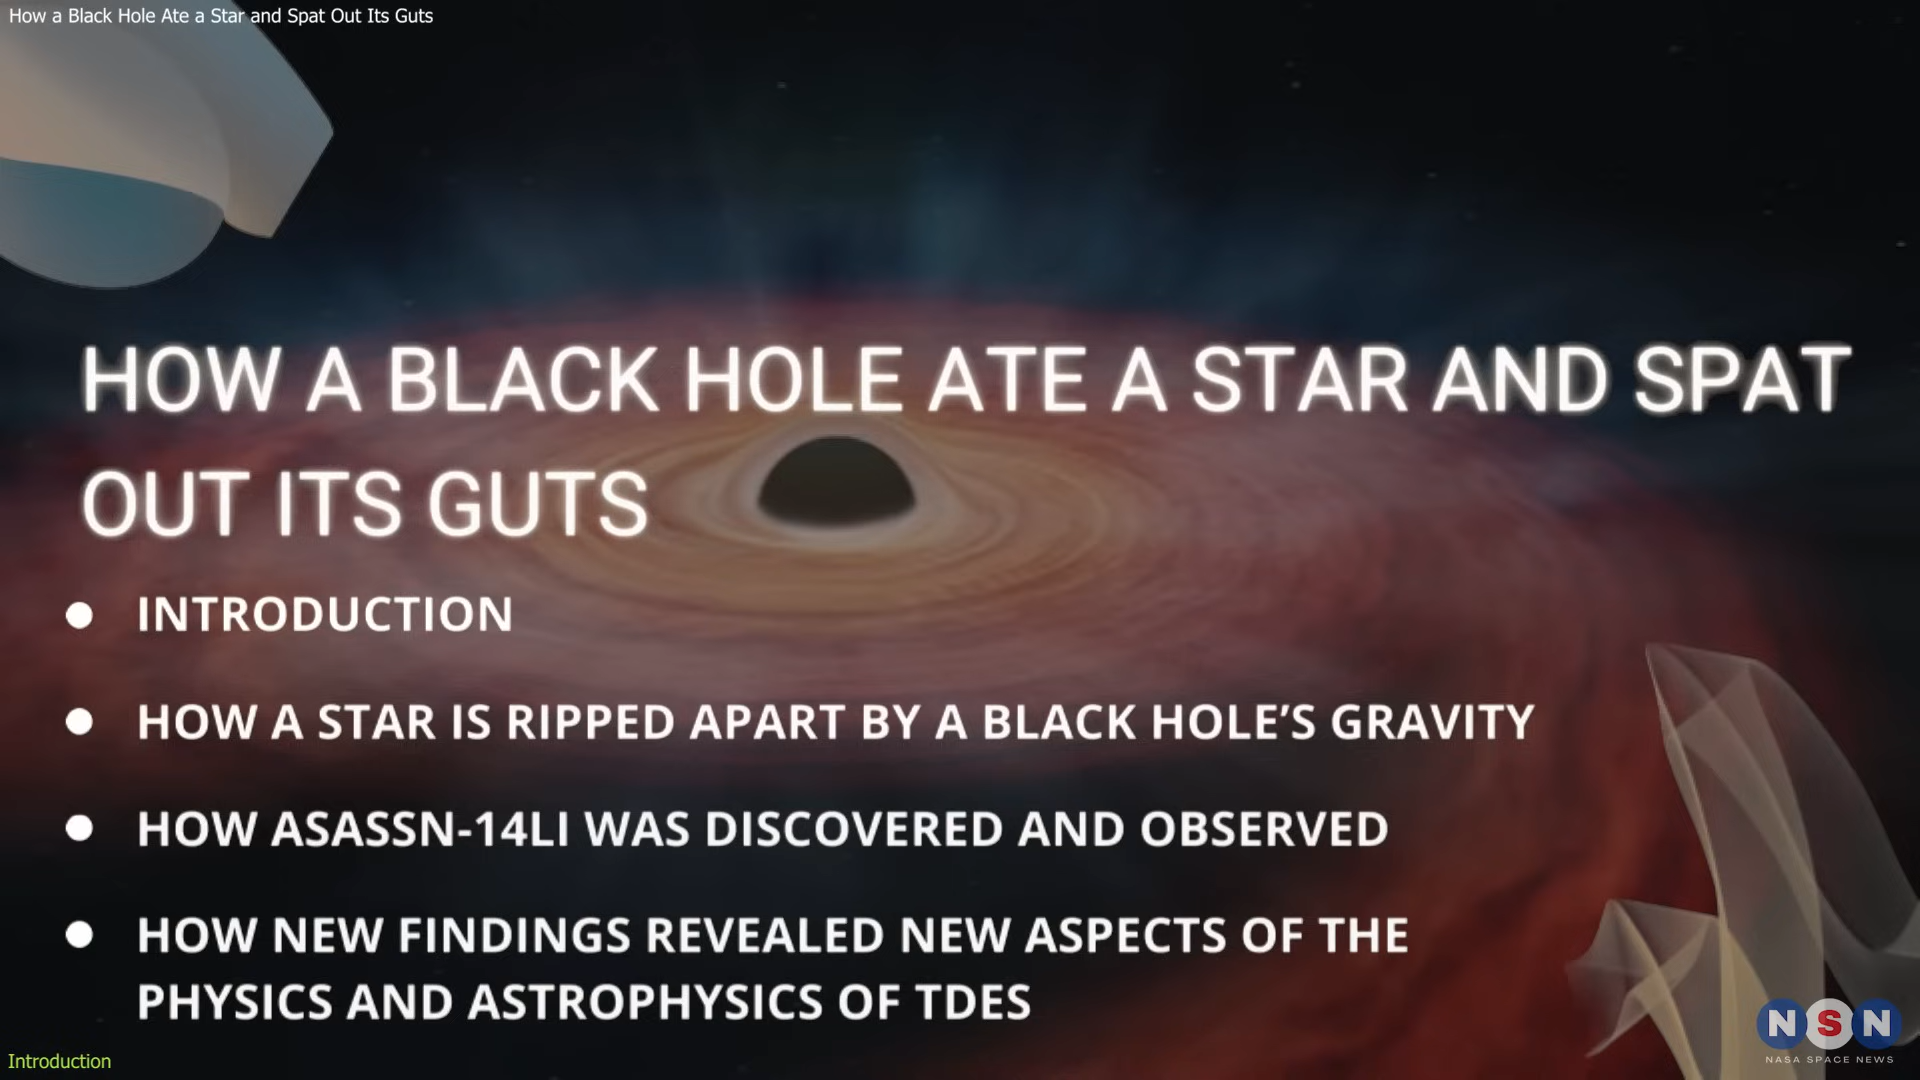 How a Black Hole Ate a Star and Spat Out Its Guts
HOW A BLACK HOLE ATE A STAR AND SPAT
OUT ITS GUTS
● INTRODUCTION
● HOW A STAR IS RIPPED APART BY A BLACK HOLE’S GRAVITY
● HOW ASASSN-14LI WAS DISCOVERED AND OBSERVED
● HOW NEW FINDINGS REVEALED NEW ASPECTS OF THE
PHYSICS AND ASTROPHYSICS OF TDES
NSN
NASA SPACE NEWS
Introduction